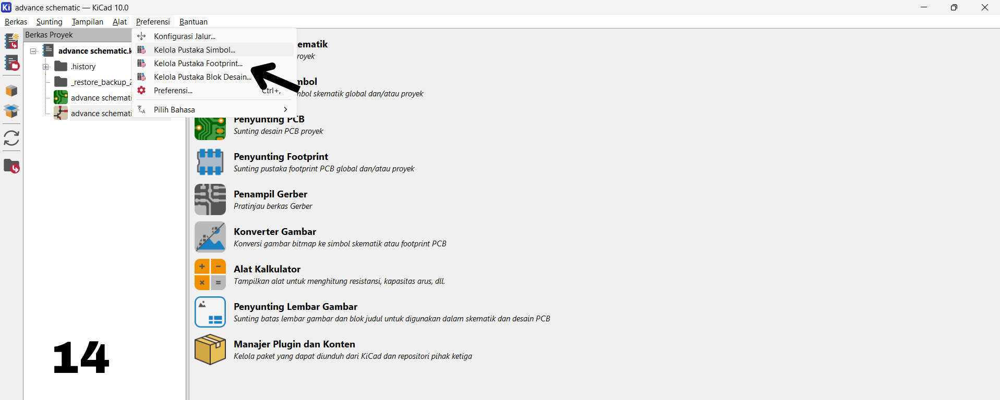 advance schematic — KiCad 10.0
Berkas Sunting Tampilan Alat Preferensi Bantuan
Berkas Proyek
advance schematic.k
.history
_restore_backup_2
advance schemati
advance schemati
Konfigurasi Jalur...
Kelola Pustaka Simbol...
Kelola Pustaka Footprint...
Kelola Pustaka Blok Desain...
Preferensi... Ctrl+,
Pilih Bahasa
ematik
royek
mbol
nbol skematik global dan/atau proyek
Penyunting PCB
Sunting desain PCB proyek
Penyunting Footprint
Sunting pustaka footprint PCB global dan/atau proyek
Penampil Gerber
Pratinjau berkas Gerber
Konverter Gambar
Konversi gambar bitmap ke simbol skematik atau footprint PCB
Alat Kalkulator
Tampilkan alat untuk menghitung resistansi, kapasitas arus, dll.
Penyunting Lembar Gambar
Sunting batas lembar gambar dan blok judul untuk digunakan dalam skematik dan desain PCB
Manajer Plugin dan Konten
Kelola paket yang dapat diunduh dari KiCad dan repositori pihak ketiga
14